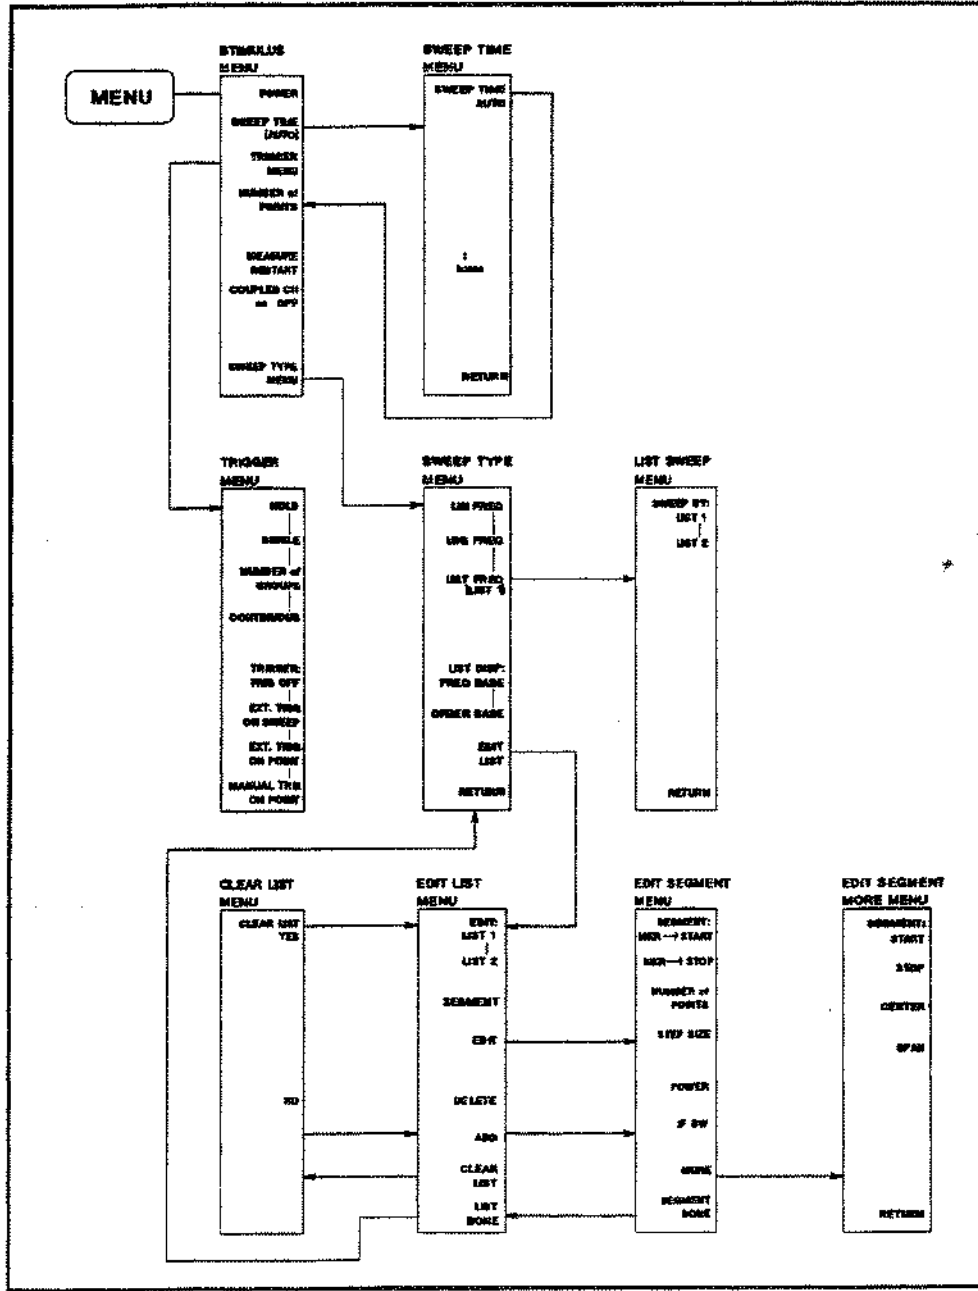 MENU
STIMULUS
MENU
POWER
SWEEP TIME
[AUTO]
TRIGGER
MENU
NUMBER of
POINTS
MEASURE
RESTART
COUPLED CH
on OFF
SWEEP TYPE
MENU
SWEEP TIME
MENU
SWEEP TIME
AUTO
:
h:m:s
RETURN
TRIGGER
MENU
HOLD
SINGLE
NUMBER of
GROUPS
CONTINUOUS
TRIGGER:
TRIG OFF
EXT. TRIG
ON SWEEP
EXT. TRIG
ON POINT
MANUAL TRIG
ON POINT
SWEEP TYPE
MENU
LIN FREQ
FREQ
LIST FREQ
[LIST 1]
LIST DISP:
FREQ BASE
ORDER BASE
EDIT
LIST
RETURN
LIST SWEEP
MENU
SWEEP BY:
LIST 1
LIST 2
RETURN
CLEAR LIST
MENU
CLEAR LIST
YES
NO
EDIT LIST
MENU
EDIT:
LIST 1
LIST 2
SEGMENT
EDIT
DELETE
ADD
CLEAR
LIST
LIST
DONE
EDIT SEGMENT
MENU
SEGMENT:
MKR→START
MKR→STOP
NUMBER of
POINTS
STEP SIZE
POWER
IF BW
MORE
SEGMENT
DONE
EDIT SEGMENT
MORE MENU
SEGMENT:
START
STOP
CENTER
SPAN
RETURN